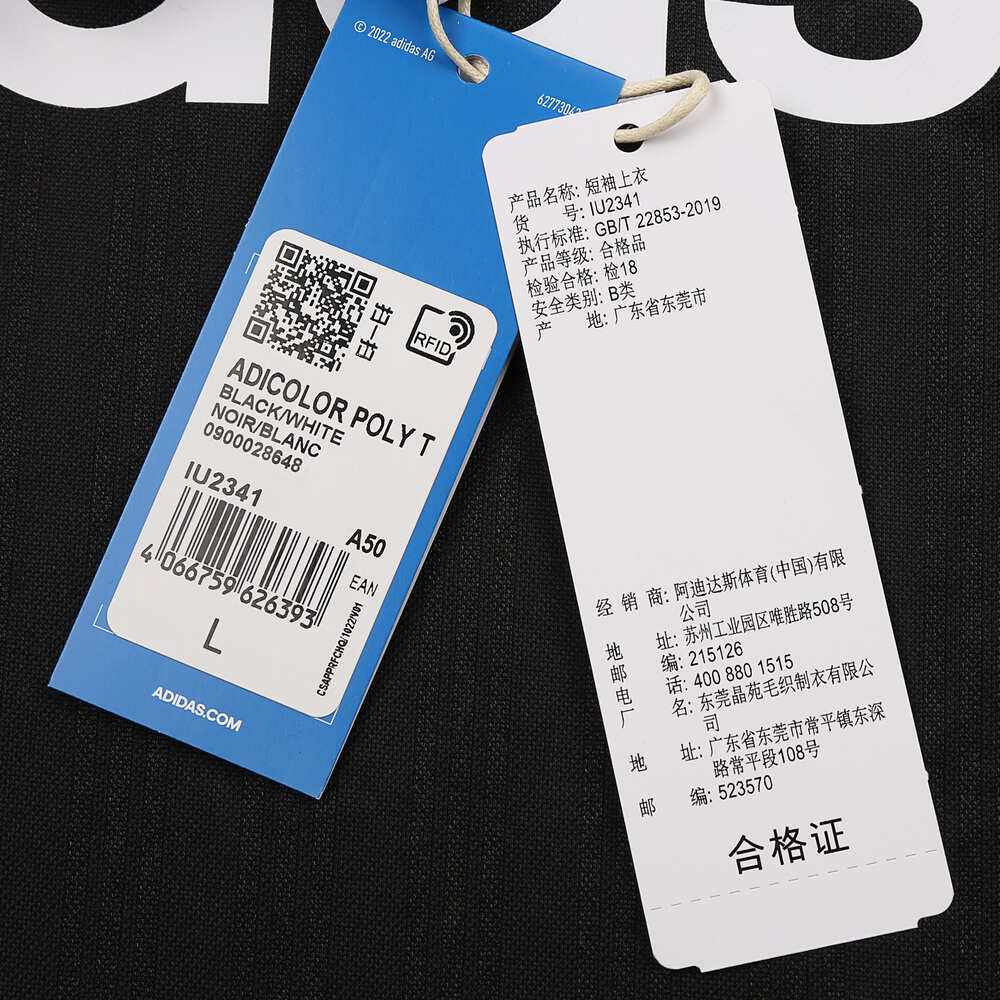 © 2022 adidas AG
ADICOLOR POLY T
BLACK/WHITE
NOIR/BLANC
0900028648
IU2341
A50
4 066759 626393
EAN
L
CSAPPRFCHQ/1022/V01
RFID
ADIDAS.COM
产品名称: 短袖上衣
货 号: IU2341
执行标准: GB/T 22853-2019
产品等级: 合格品
检验合格: 检18
安全类别: B类
产 地: 广东省东莞市
经 销 商: 阿迪达斯体育(中国)有限
公司
地 址: 苏州工业园区唯胜路508号
邮 编: 215126
电 话: 400 880 1515
厂 名: 东莞晶苑毛织制衣有限公
司
地 址: 广东省东莞市常平镇东深
路常平段108号
邮 编: 523570
合格证